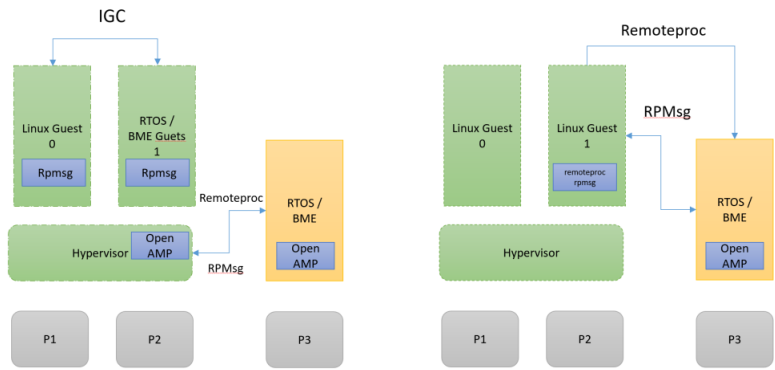 IGC
Linux Guest
0
Rpmsg
RTOS /
BME Guets
1
Rpmsg
Remoteproc
RTOS /
BME
Open
AMP
Hypervisor
Open
AMP
RPMsg
P1
P2
P3
Remoteproc
Linux Guest
0
Linux Guest
1
remoteproc
rpmsg
RPMsg
RTOS /
BME
Open
AMP
Hypervisor
P1
P2
P3